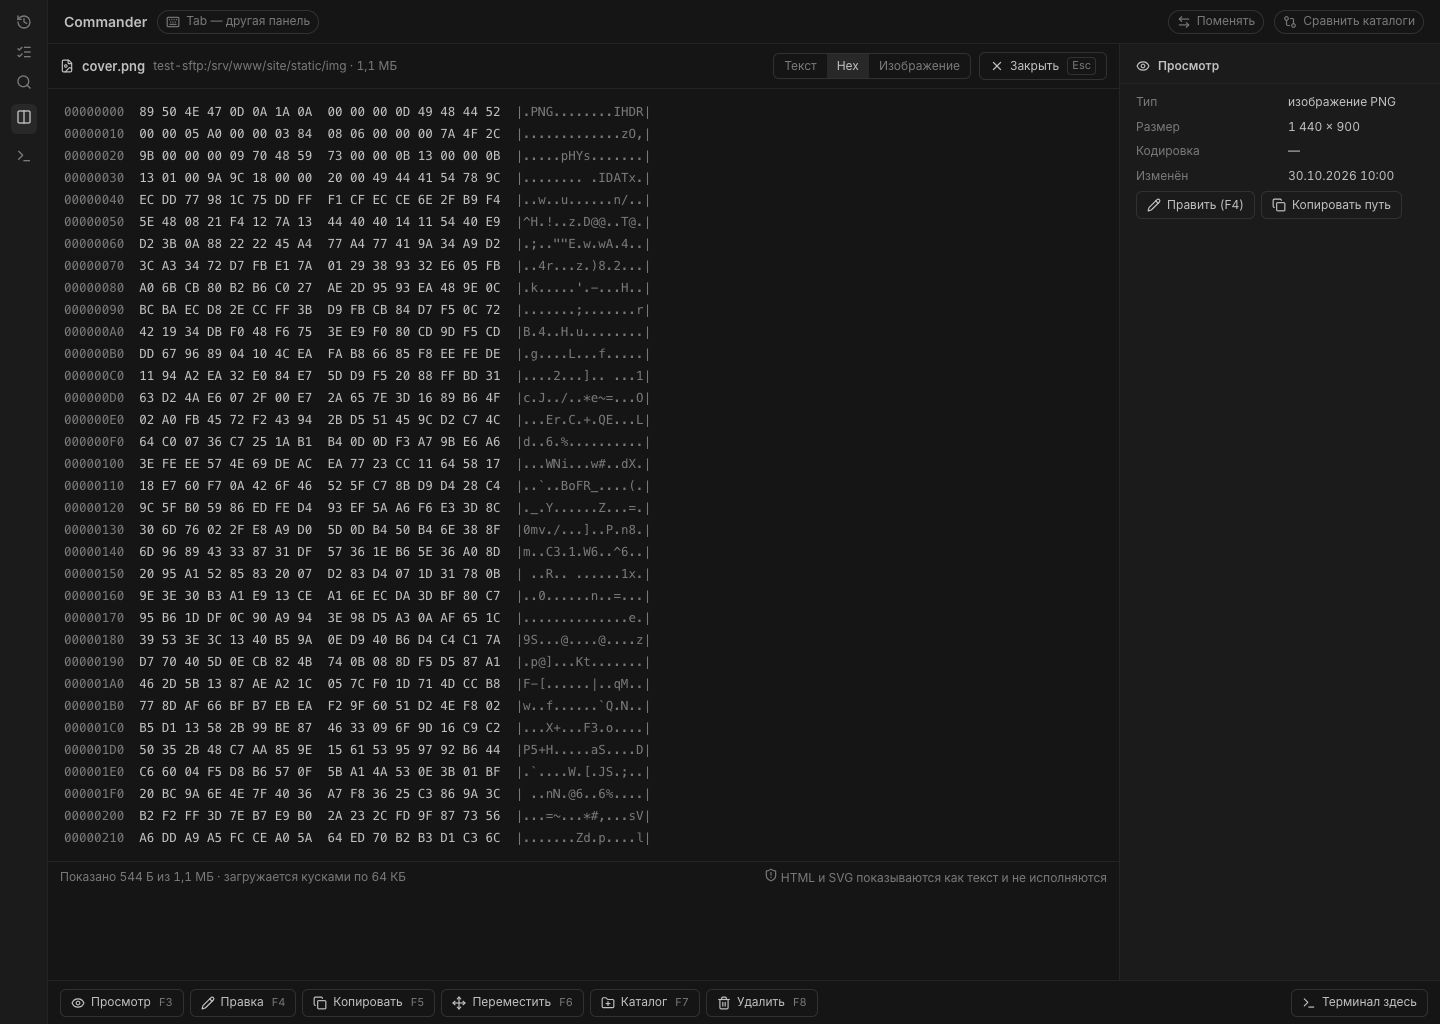 Commander Tab — другая панель Поменять Сравнить каталоги
cover.png test-sftp:/srv/www/site/static/img · 1,1 МБ Текст Hex Изображение Закрыть Esc
00000000 89 50 4E 47 0D 0A 1A 0A 00 00 00 0D 49 48 44 52 |.PNG........IHDR|
00000010 00 00 05 A0 00 00 03 84 08 06 00 00 00 7A 4F 2C |.............zO,|
00000020 9B 00 00 00 09 70 48 59 73 00 00 0B 13 00 00 0B |.....pHYs.......|
00000030 13 01 00 9A 9C 18 00 00 20 00 49 44 41 54 78 9C |........ .IDATx.|
00000040 EC DD 77 98 1C 75 DD FF F1 CF EC CE 6E 2F B9 F4 |..w..u......n/..|
00000050 5E 48 08 21 F4 12 7A 13 44 40 40 14 11 54 40 E9 |^H.!..z.D@@..T@.|
00000060 D2 3B 0A 88 22 22 45 A4 77 A4 77 41 9A 34 A9 D2 |.;..""E.w.wA.4..|
00000070 3C A3 34 72 D7 FB E1 7A 01 29 38 93 32 E6 05 FB |<.4r...z.)8.2...|
00000080 A0 6B CB 80 B2 B6 C0 27 AE 2D 95 93 EA 48 9E 0C |.k.....'.-...H..|
00000090 BC BA EC D8 2E CC FF 3B D9 FB CB 84 D7 F5 0C 72 |.......;.......r|
000000A0 42 19 34 DB F0 48 F6 75 3E E9 F0 80 CD 9D F5 CD |B.4..H.u........|
000000B0 DD 67 96 89 04 10 4C EA FA B8 66 85 F8 EE FE DE |.g....L...f.....|
000000C0 11 94 A2 EA 32 E0 84 E7 5D D9 F5 20 88 FF BD 31 |....2...].. ...1|
000000D0 63 D2 4A E6 07 2F 00 E7 2A 65 7E 3D 16 89 B6 4F |c.J../..*e~=...O|
000000E0 02 A0 FB 45 72 F2 43 94 2B D5 51 45 9C D2 C7 4C |...Er.C.+.QE...L|
000000F0 64 C0 07 36 C7 25 1A B1 B4 0D 0D F3 A7 9B E6 A6 |d..6.%..........|
00000100 3E FE EE 57 4E 69 DE AC EA 77 23 CC 11 64 58 17 |...WNi...w#..dX.|
00000110 18 E7 60 F7 0A 42 6F 46 52 5F C7 8B D9 D4 28 C4 |..`..BoFR_....(.|
00000120 9C 5F B0 59 86 ED FE D4 93 EF 5A A6 F6 E3 3D 8C |._.Y......Z...=.|
00000130 30 6D 76 02 2F E8 A9 D0 5D 0D B4 50 B4 6E 38 8F |0mv./...]..P.n8.|
00000140 6D 96 89 43 33 87 31 DF 57 36 1E B6 5E 36 A0 8D |m..C3.1.W6..^6..|
00000150 20 95 A1 52 85 83 20 07 D2 83 D4 07 1D 31 78 0B | ..R.. ......1x.|
00000160 9E 3E 30 B3 A1 E9 13 CE A1 6E EC DA 3D BF 80 C7 |..0......n..=...|
00000170 95 B6 1D DF 0C 90 A9 94 3E 98 D5 A3 0A AF 65 1C |..............e.|
00000180 39 53 3E 3C 13 40 B5 9A 0E D9 40 B6 D4 C4 C1 7A |9S...@....@....z|
00000190 D7 70 40 5D 0E CB 82 4B 74 0B 08 8D F5 D5 87 A1 |.p@]...Kt.......|
000001A0 46 2D 5B 13 87 AE A2 1C 05 7C F0 1D 71 4D CC B8 |F-[......|..qM..|
000001B0 77 8D AF 66 BF B7 EB EA F2 9F 60 51 D2 4E F8 02 |w..f......`Q.N..|
000001C0 B5 D1 13 58 2B 99 BE 87 46 33 09 6F 9D 16 C9 C2 |...X+...F3.o....|
000001D0 50 35 2B 48 C7 AA 85 9E 15 61 53 95 97 92 B6 44 |P5+H.....aS....D|
000001E0 C6 60 04 F5 D8 B6 57 0F 5B A1 4A 53 0E 3B 01 BF |.`....W.[.JS.;..|
000001F0 20 BC 9A 6E 4E 7F 40 36 A7 F8 36 25 C3 86 9A 3C | ..nN.@6..6%....|
00000200 B2 F2 FF 3D 7E B7 E9 B0 2A 23 2C FD 9F 87 73 56 |...=~...*#,...sV|
00000210 A6 DD A9 A5 FC CE A0 5A 64 ED 70 B2 B3 D1 C3 6C |.......Zd.p....l|
Показано 544 Б из 1,1 МБ · загружается кусками по 64 КБ HTML и SVG показываются как текст и не исполняются
Просмотр
Тип изображение PNG
Размер 1 440 × 900
Кодировка —
Изменён 30.10.2026 10:00
Править (F4) Копировать путь
Просмотр F3 Правка F4 Копировать F5 Переместить F6 Каталог F7 Удалить F8 Терминал здесь